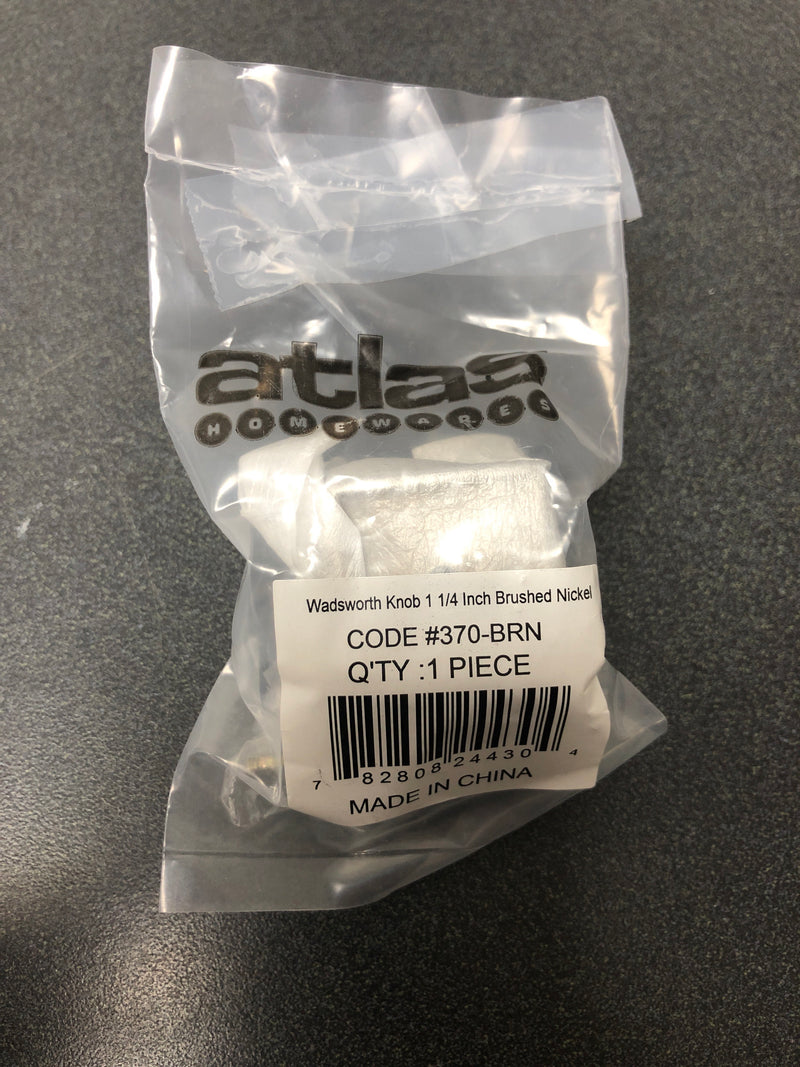 atlas
HOMEWARES
Wadsworth Knob 1 1/4 Inch Brushed Nickel
CODE #370-BRN
Q'TY :1 PIECE
7 82808 24430 4
MADE IN CHINA